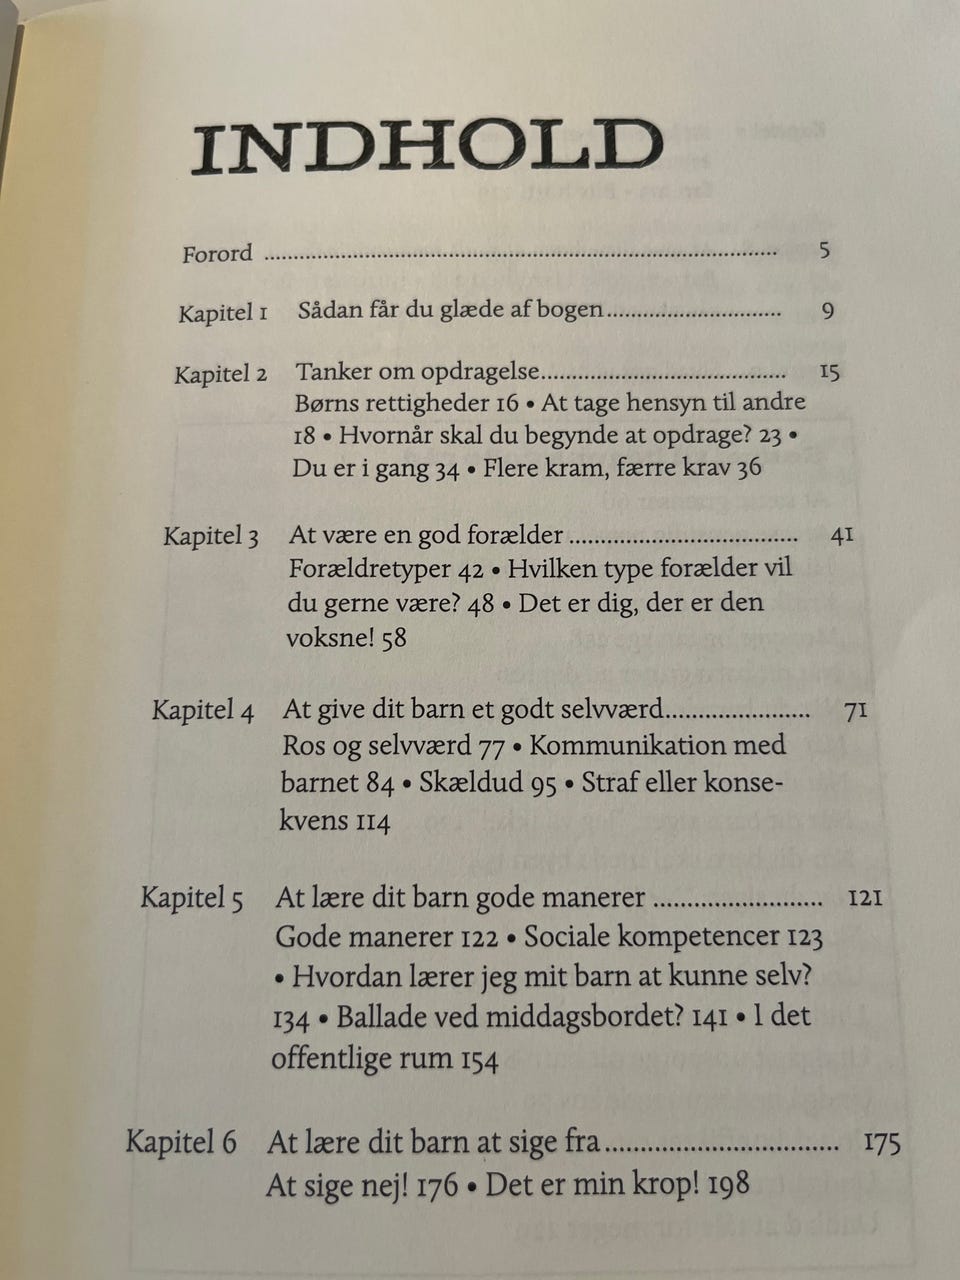 INDHOLD
Forord ........................................................................................ 5
Kapitel 1 Sådan får du glæde af bogen.............................. 9
Kapitel 2 Tanker om opdragelse.......................................... 15
Børns rettigheder 16 • At tage hensyn til andre
18 • Hvornår skal du begynde at opdrage? 23 •
Du er i gang 34 • Flere kram, færre krav 36
Kapitel 3 At være en god forælder ................................... 41
Forældretyper 42 • Hvilken type forælder vil
du gerne være? 48 • Det er dig, der er den
voksne! 58
Kapitel 4 At give dit barn et godt selvværd...................... 71
Ros og selvværd 77 • Kommunikation med
barnet 84 • Skældud 95 • Straf eller konse-
kvens 114
Kapitel 5 At lære dit barn gode manerer ........................ 121
Gode manerer 122 • Sociale kompetencer 123
• Hvordan lærer jeg mit barn at kunne selv?
134 • Ballade ved middagsbordet? 141 • I det
offentlige rum 154
Kapitel 6 At lære dit barn at sige fra................................ 175
At sige nej! 176 • Det er min krop! 198